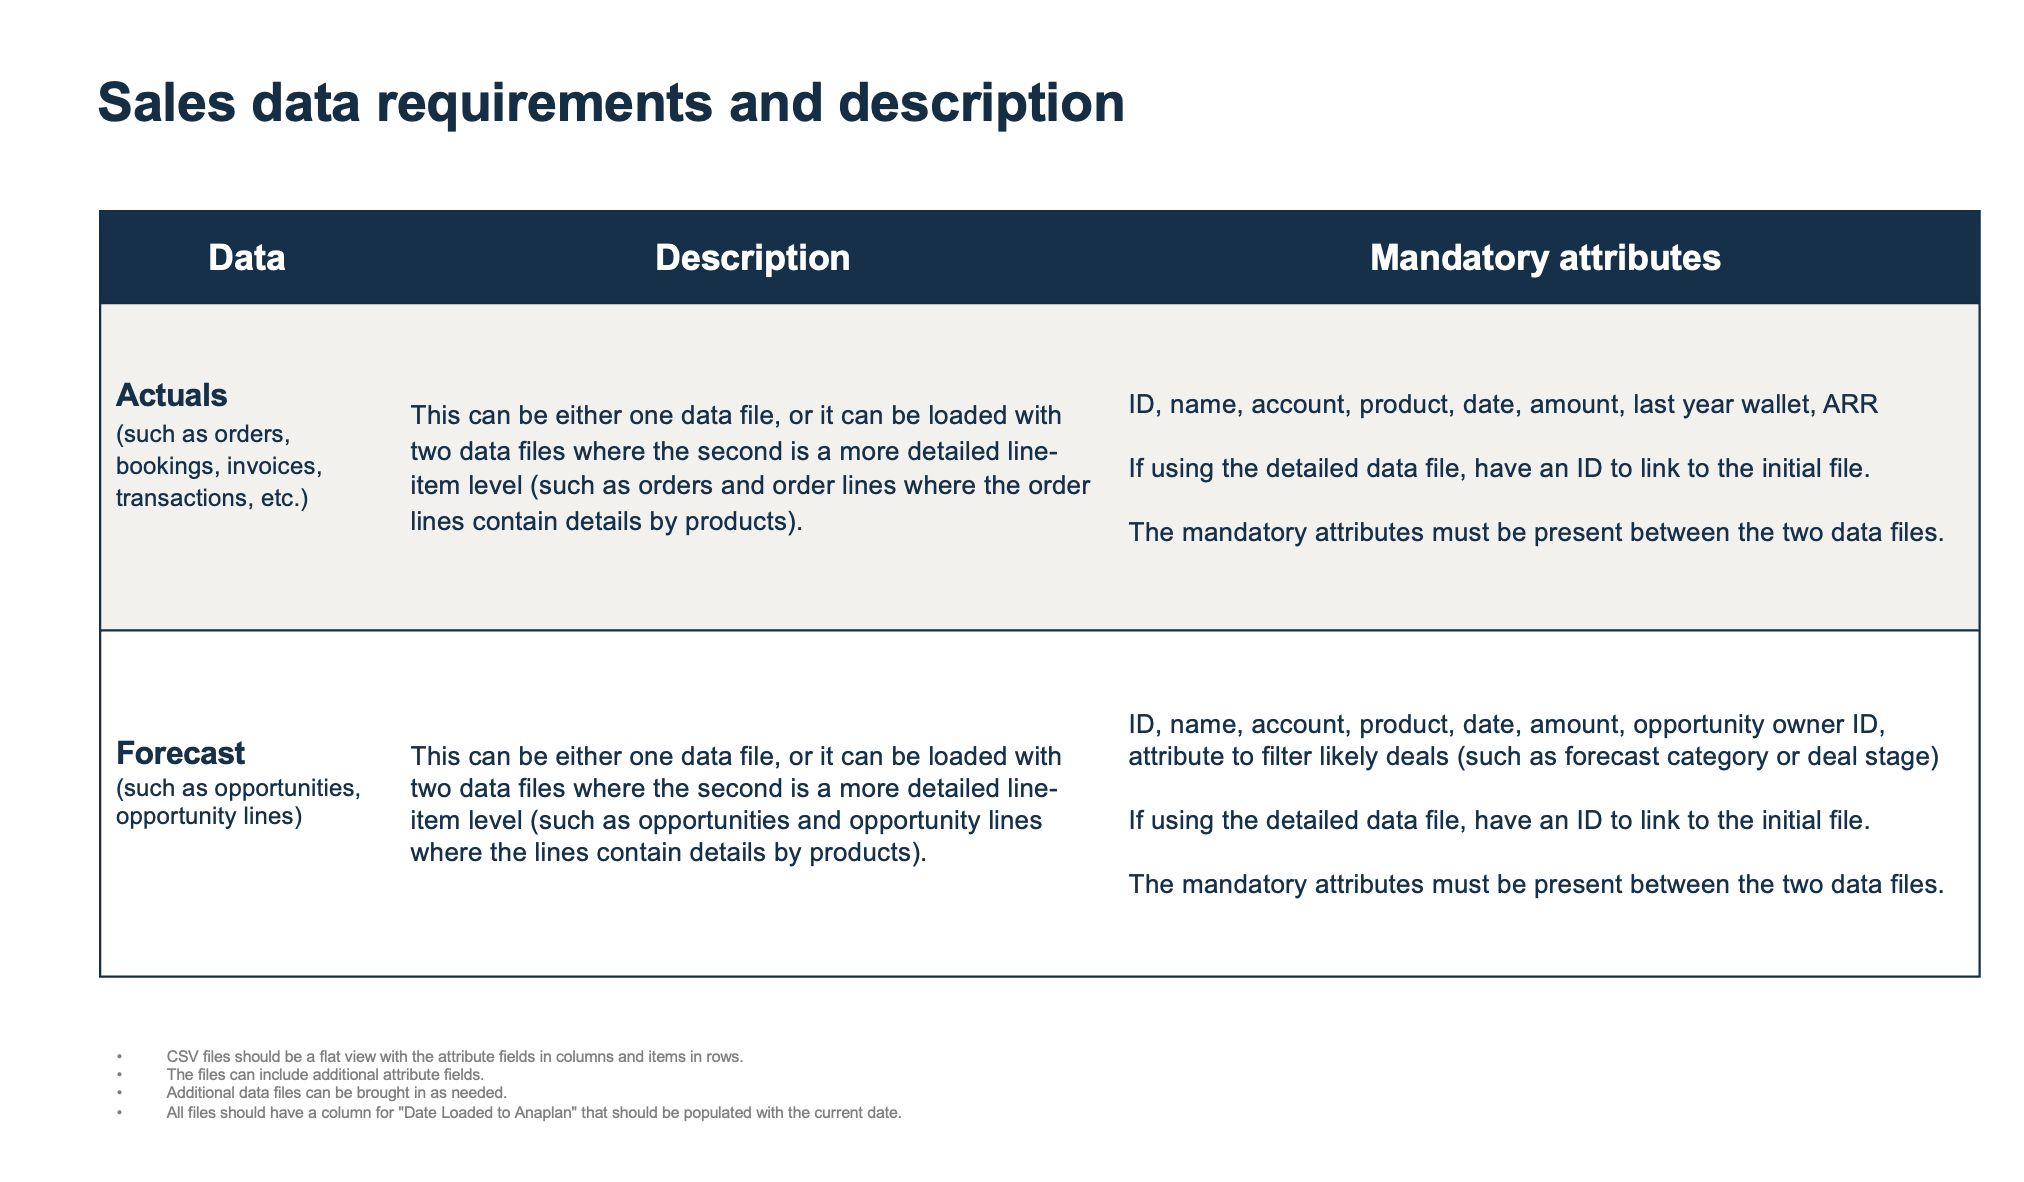 Sales data requirements and description
Data
Description
Mandatory attributes
Actuals
(such as orders,
bookings, invoices,
transactions, etc.)
This can be either one data file, or it can be loaded with
two data files where the second is a more detailed line-
item level (such as orders and order lines where the order
lines contain details by products).
ID, name, account, product, date, amount, last year wallet, ARR
If using the detailed data file, have an ID to link to the initial file.
The mandatory attributes must be present between the two data files.
Forecast
(such as opportunities,
opportunity lines)
This can be either one data file, or it can be loaded with
two data files where the second is a more detailed line-
item level (such as opportunities and opportunity lines
where the lines contain details by products).
ID, name, account, product, date, amount, opportunity owner ID,
attribute to filter likely deals (such as forecast category or deal stage)
If using the detailed data file, have an ID to link to the initial file.
The mandatory attributes must be present between the two data files.
• CSV files should be a flat view with the attribute fields in columns and items in rows.
• The files can include additional attribute fields.
• Additional data files can be brought in as needed.
• All files should have a column for "Date Loaded to Anaplan" that should be populated with the current date.